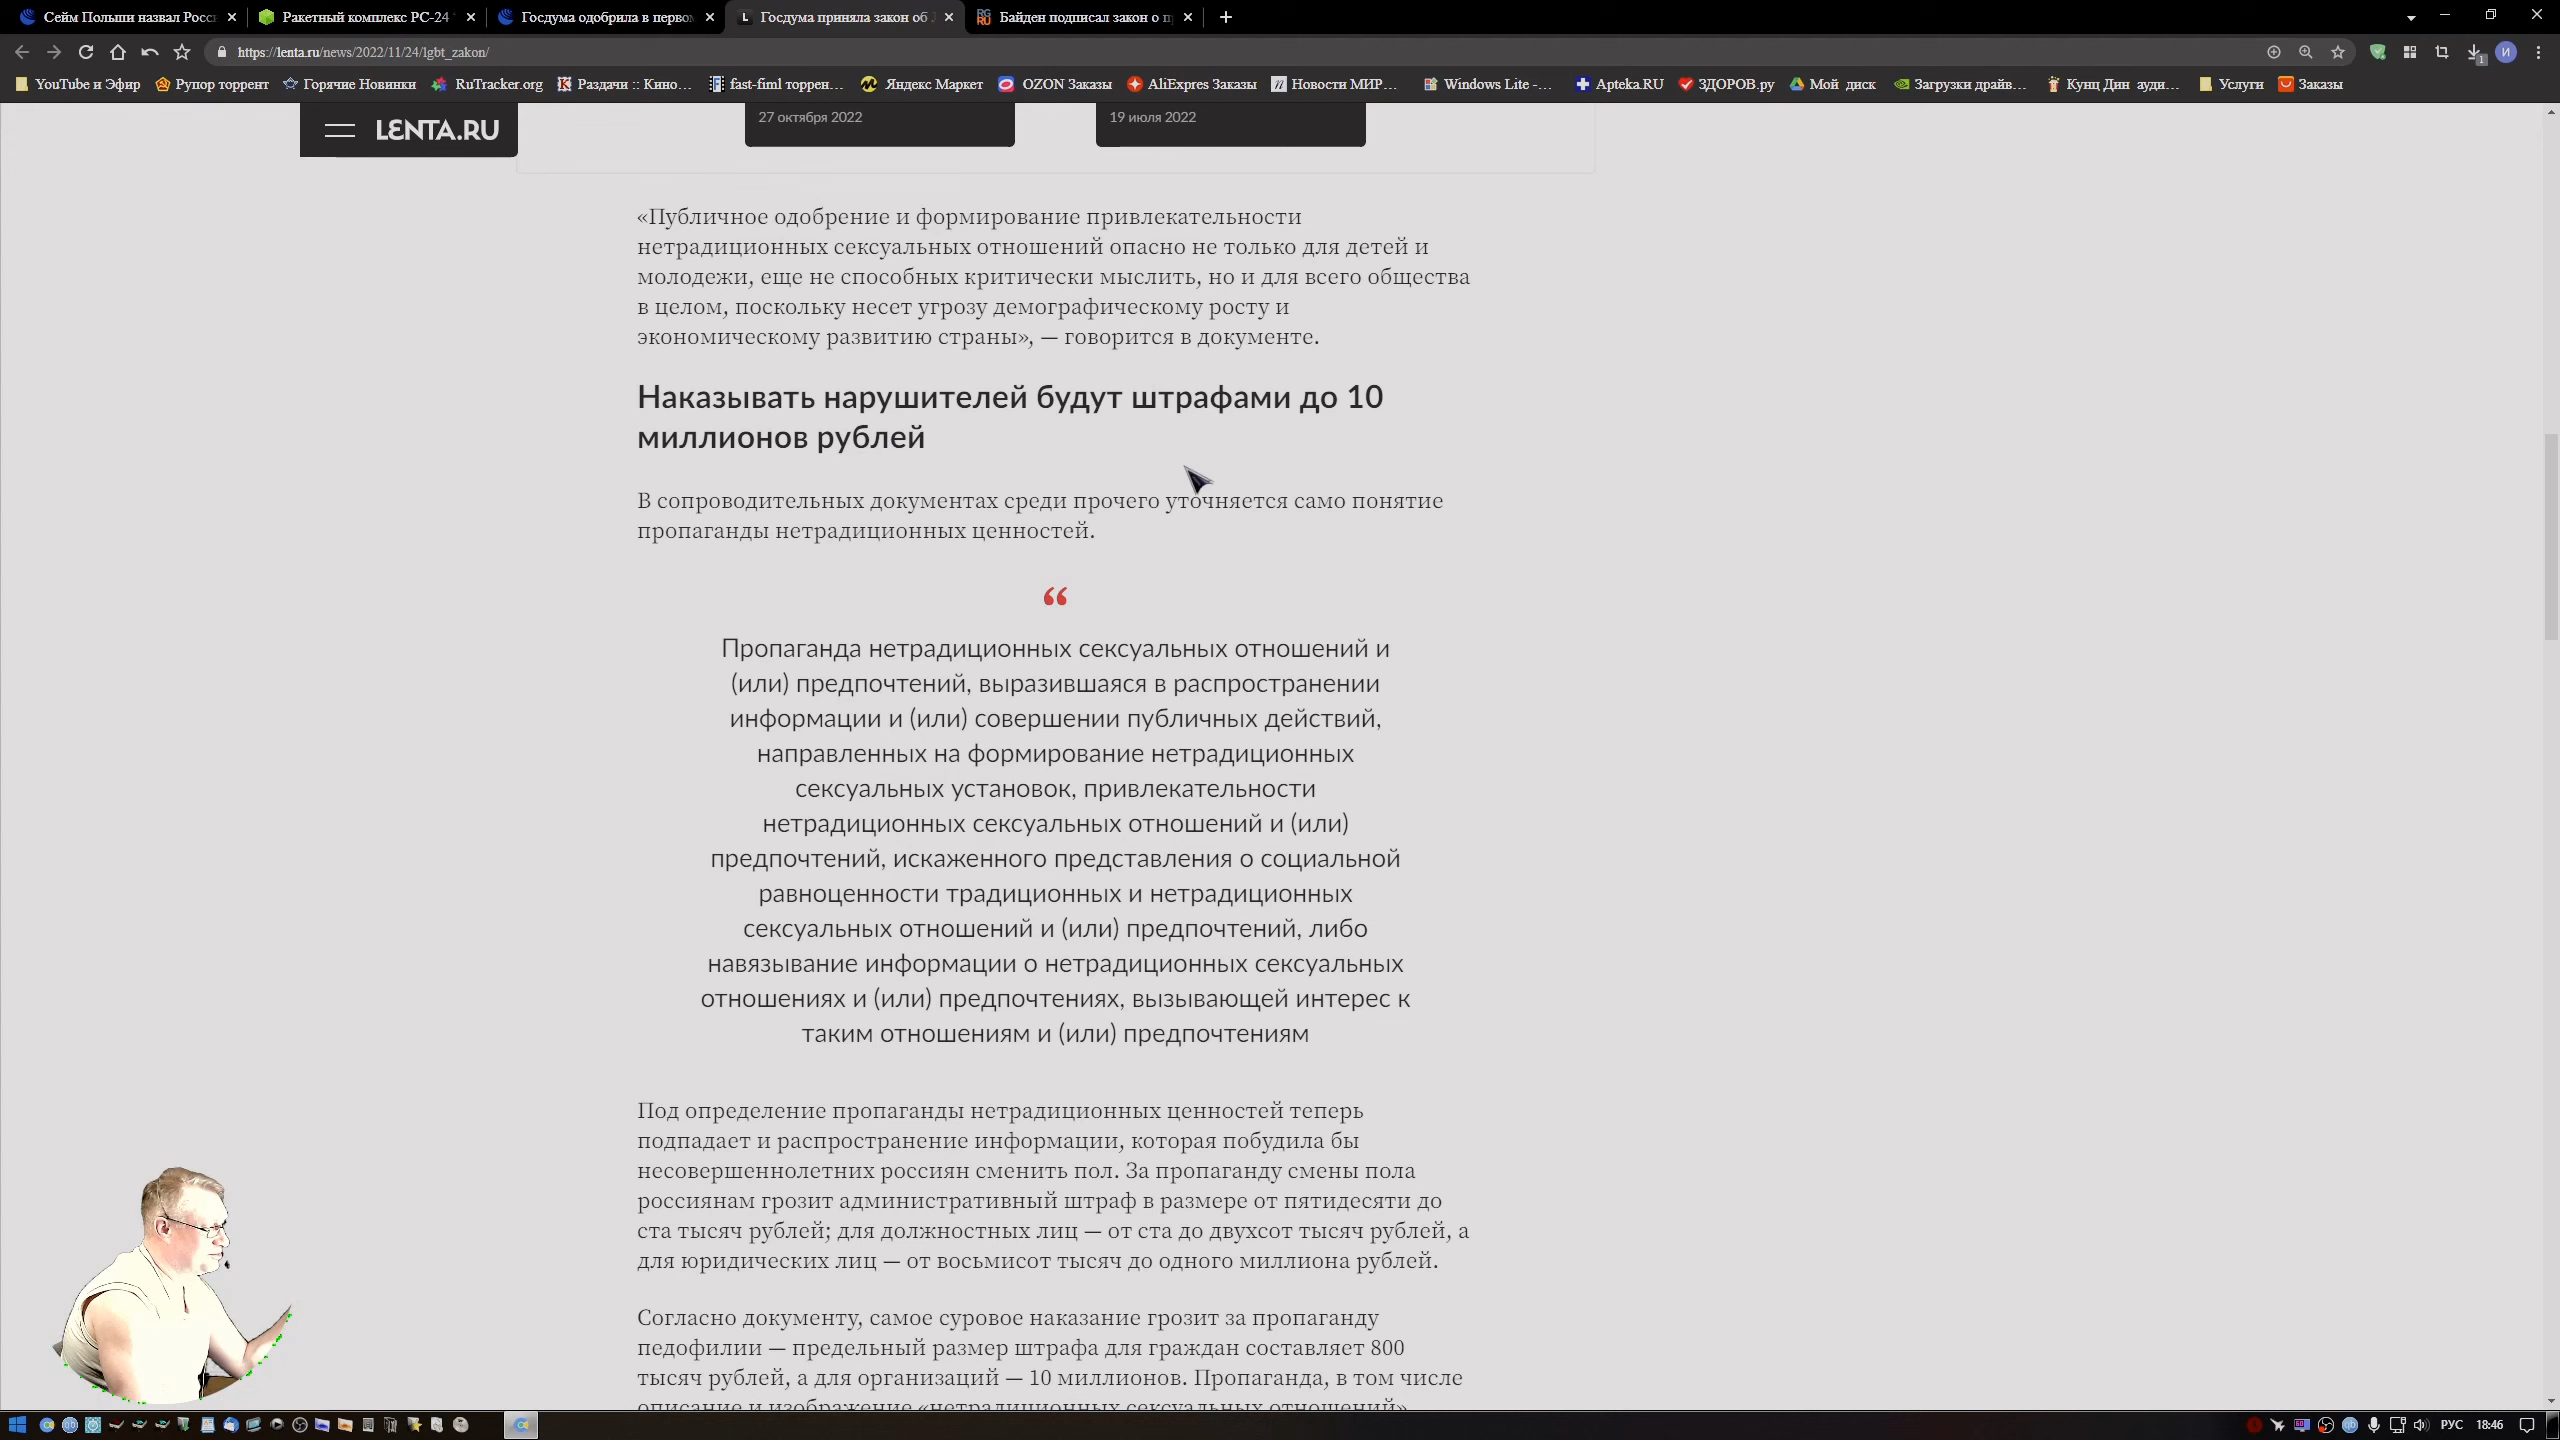 Сейм Польши назвал Росс
Ракетный комплекс РС-24
Госдума одобрила в перво
Госдума приняла закон об
Байден подписал закон о
https://lenta.ru/news/2022/11/24/lgbt_zakon/
YouTube и Эфир
Рупор торрент
Горячие Новинки
RuTracker.org
Раздачи :: Кино...
fast-fiml торрен...
Яндекс Маркет
OZON Заказы
AliExpres Заказы
Новости МИР...
Windows Lite -...
Apteka.RU
ЗДОРОВ.ру
Мой диск
Загрузки драйв...
Кунц Дин ауди...
Услуги
Заказы
LENTA.RU
27 октября 2022
19 июля 2022
«Публичное одобрение и формирование привлекательности
нетрадиционных сексуальных отношений опасно не только для детей и
молодежи, еще не способных критически мыслить, но и для всего общества
в целом, поскольку несет угрозу демографическому росту и
экономическому развитию страны», — говорится в документе.
Наказывать нарушителей будут штрафами до 10
миллионов рублей
В сопроводительных документах среди прочего уточняется само понятие
пропаганды нетрадиционных ценностей.
“
Пропаганда нетрадиционных сексуальных отношений и
(или) предпочтений, выразившаяся в распространении
информации и (или) совершении публичных действий,
направленных на формирование нетрадиционных
сексуальных установок, привлекательности
нетрадиционных сексуальных отношений и (или)
предпочтений, искаженного представления о социальной
равноценности традиционных и нетрадиционных
сексуальных отношений и (или) предпочтений, либо
навязывание информации о нетрадиционных сексуальных
отношениях и (или) предпочтениях, вызывающей интерес к
таким отношениям и (или) предпочтениям
Под определение пропаганды нетрадиционных ценностей теперь
подпадает и распространение информации, которая побудила бы
несовершеннолетних россиян сменить пол. За пропаганду смены пола
россиянам грозит административный штраф в размере от пятидесяти до
ста тысяч рублей; для должностных лиц — от ста до двухсот тысяч рублей, а
для юридических лиц — от восьмисот тысяч до одного миллиона рублей.
Согласно документу, самое суровое наказание грозит за пропаганду
педофилии — предельный размер штрафа для граждан составляет 800
тысяч рублей, а для организаций — 10 миллионов. Пропаганда, в том числе
описание и изображение «нетрадиционных сексуальных отношений»
РУС
18:46